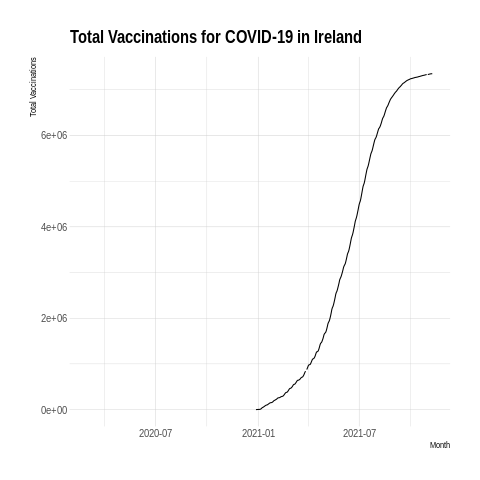 Total Vaccinations for COVID-19 in Ireland
Total Vaccinations
6e+06
4e+06
2e+06
0e+00
2020-07
2021-01
2021-07
Month